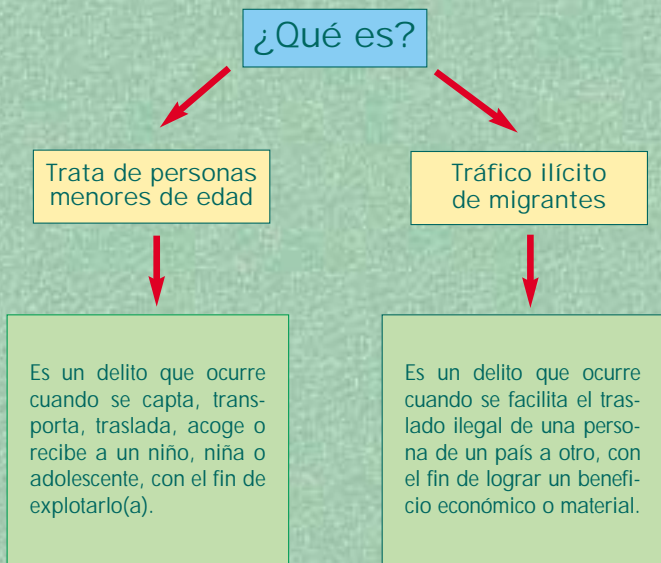 ¿Qué es?
Trata de personas
menores de edad
Tráfico ilícito
de migrantes
Es un delito que ocurre
cuando se capta, trans-
porta, traslada, acoge o
recibe a un niño, niña o
adolescente, con el fin de
explotarlo(a).
Es un delito que ocurre
cuando se facilita el tras-
lado ilegal de una perso-
na de un país a otro, con
el fin de lograr un benefi-
cio económico o material.